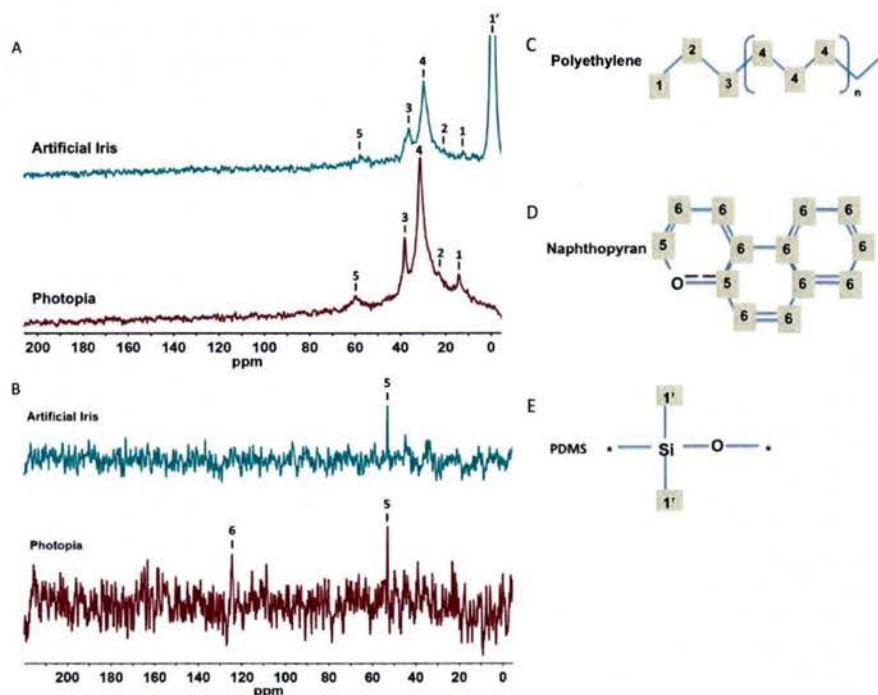 A
1'
4
3
5
2
1
Artificial Iris
4
3
2
1
5
Photopia
200 180 160 140 120 100 80 60 40 20 0
ppm
B
5
Artificial Iris
5
6
Photopia
220 200 180 160 140 120 100 80 60 40 20 0
ppm
C
Polyethylene
2 4 4
1 3 4 n
D
Naphthopyran
6 6 6 6
5 6 6 6
O 5 6 6
6 6
E
PDMS
1'
* Si O *
1'